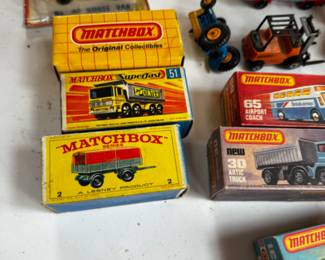 MATCHBOX
The Original Collectibles
MATCHBOX Superfast 51
POINTER
MATCHBOX
SERIES
2 2
A LESNEY PRODUCT
MATCHBOX
65
AIRPORT
COACH
MATCHBOX
new
30
ARTIC
TRUCK
MATCHBOX